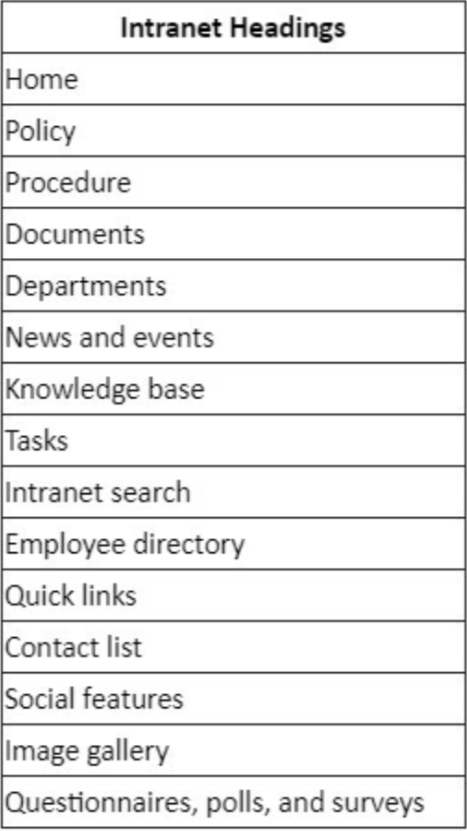 Intranet Headings
Home
Policy
Procedure
Documents
Departments
News and events
Knowledge base
Tasks
Intranet search
Employee directory
Quick links
Contact list
Social features
Image gallery
Questionnaires, polls, and surveys